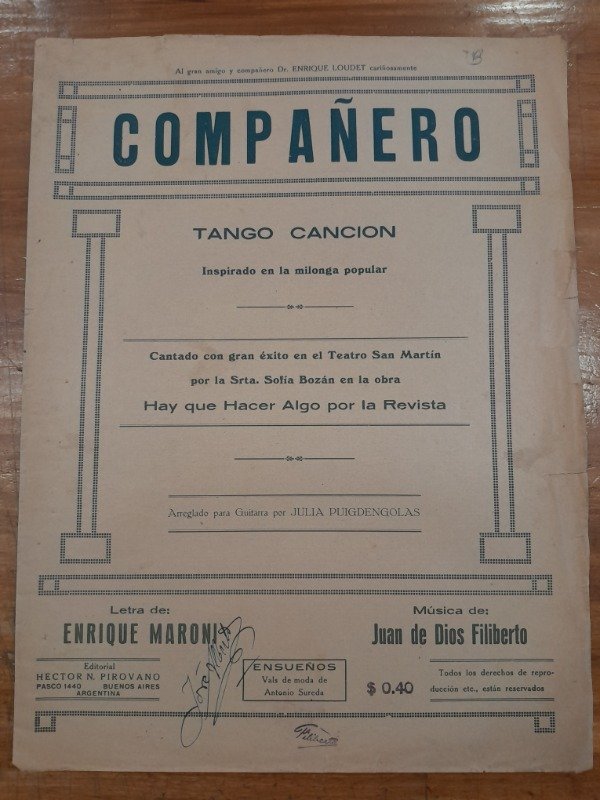 Al gran amigo y compañero Dr. ENRIQUE LOUDET cariñosamente
COMPAÑERO
TANGO CANCION
Inspirado en la milonga popular
Cantado con gran éxito en el Teatro San Martín
por la Srta. Sofía Bozán en la obra
Hay que Hacer Algo por la Revista
Arreglado para Guitarra por JULIA PUIGDENGOLAS
Letra de:
ENRIQUE MARONI
Música de:
Juan de Dios Filiberto
Editorial
HECTOR N. PIROVANO
PASCO 1440 BUENOS AIRES
ARGENTINA
ENSUEÑOS
Vals de moda de
Antonio Sureda
$ 0.40
Todos los derechos de repro-
ducción etc., están reservados
Filiberto